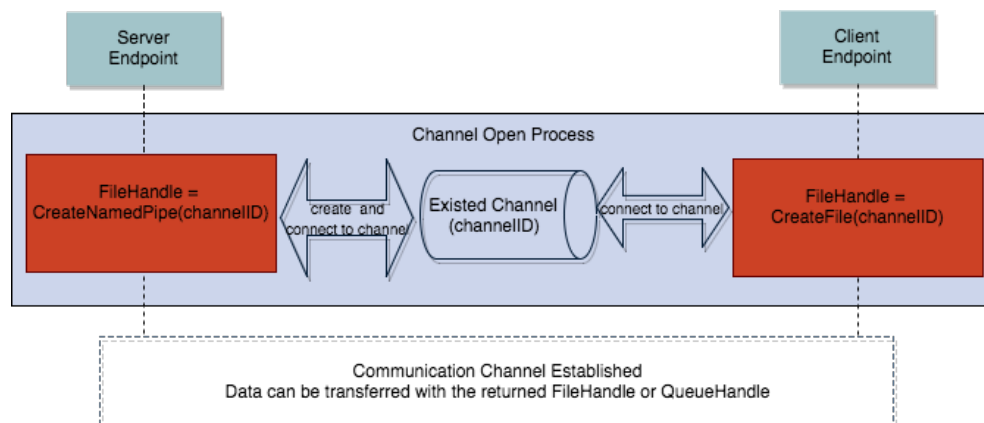 Server
Endpoint
Client
Endpoint
Channel Open Process
FileHandle =
CreateNamedPipe(channelID)
create and
connect to channel
Existed Channel
(channelID)
connect to channel
FileHandle =
CreateFile(channelID)
Communication Channel Established
Data can be transferred with the returned FileHandle or QueueHandle